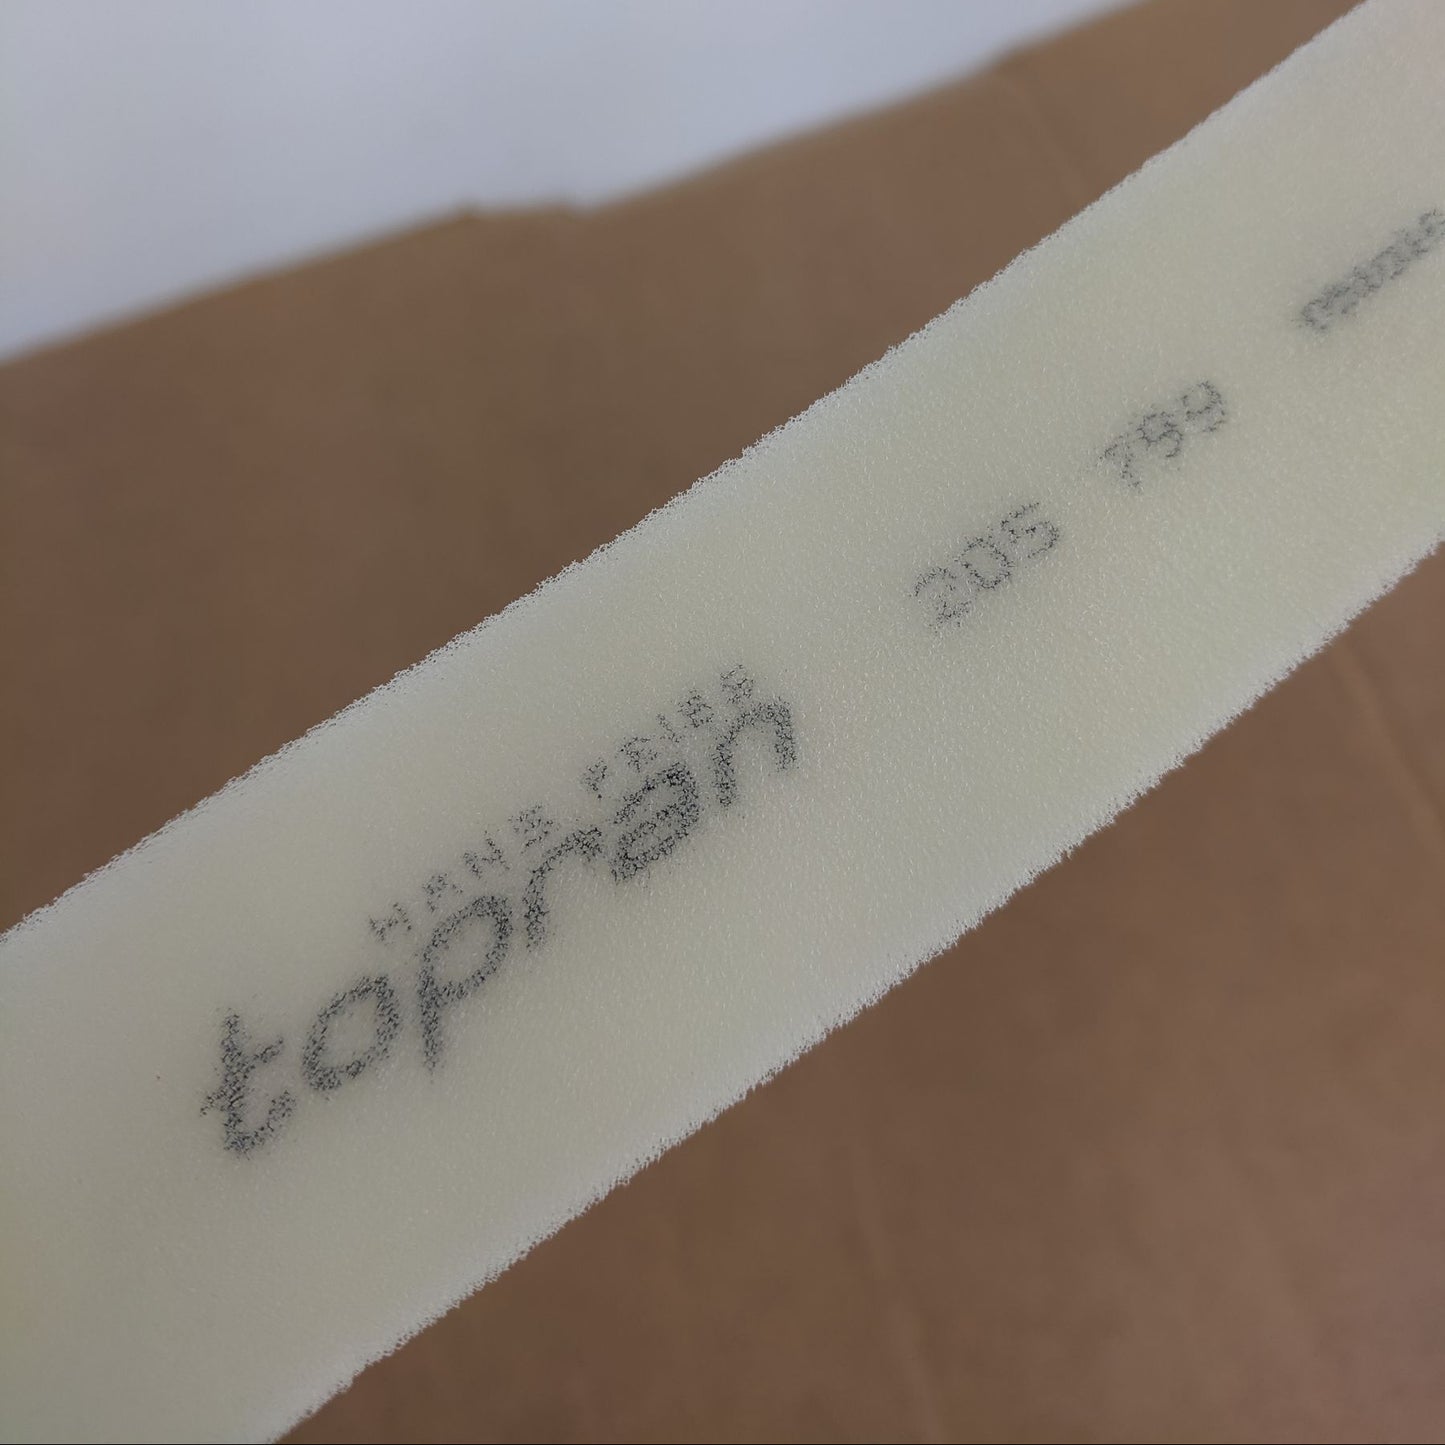 HANS PRIES
topran
205 799